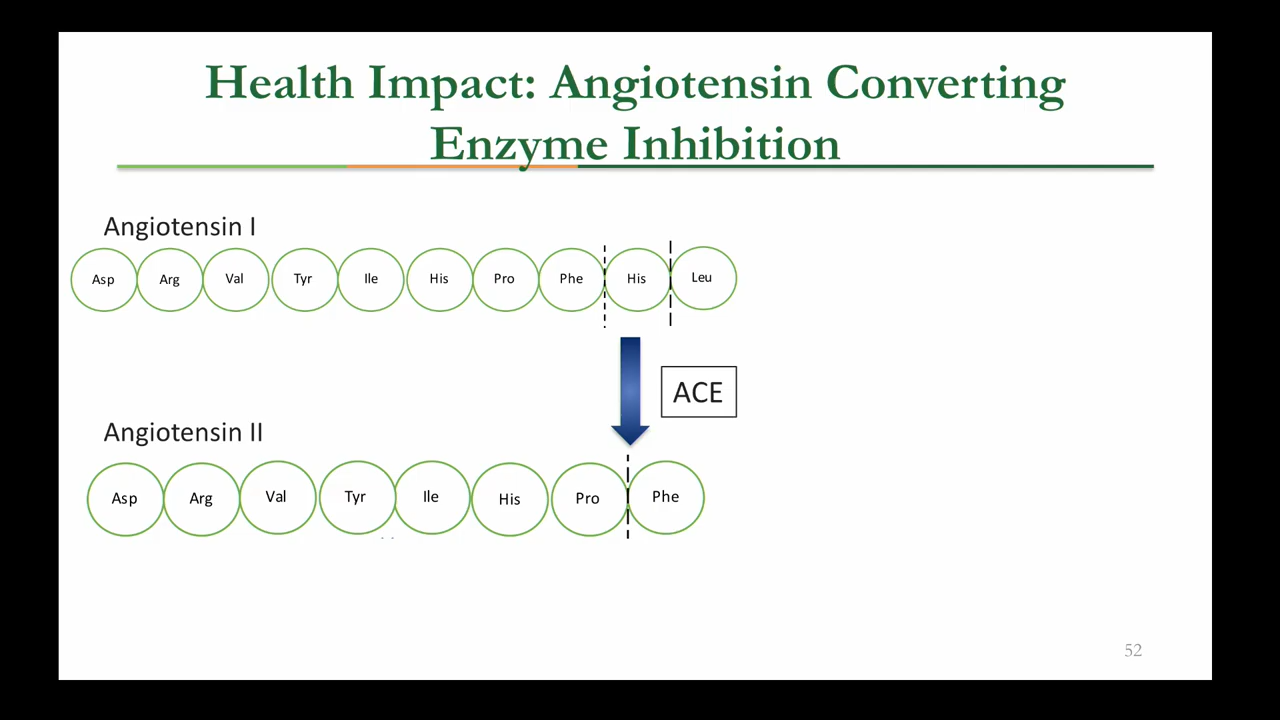 Health Impact: Angiotensin Converting
Enzyme Inhibition
Angiotensin I
Asp Arg Val Tyr Ile His Pro Phe His Leu
ACE
Angiotensin II
Asp Arg Val Tyr Ile His Pro Phe
52